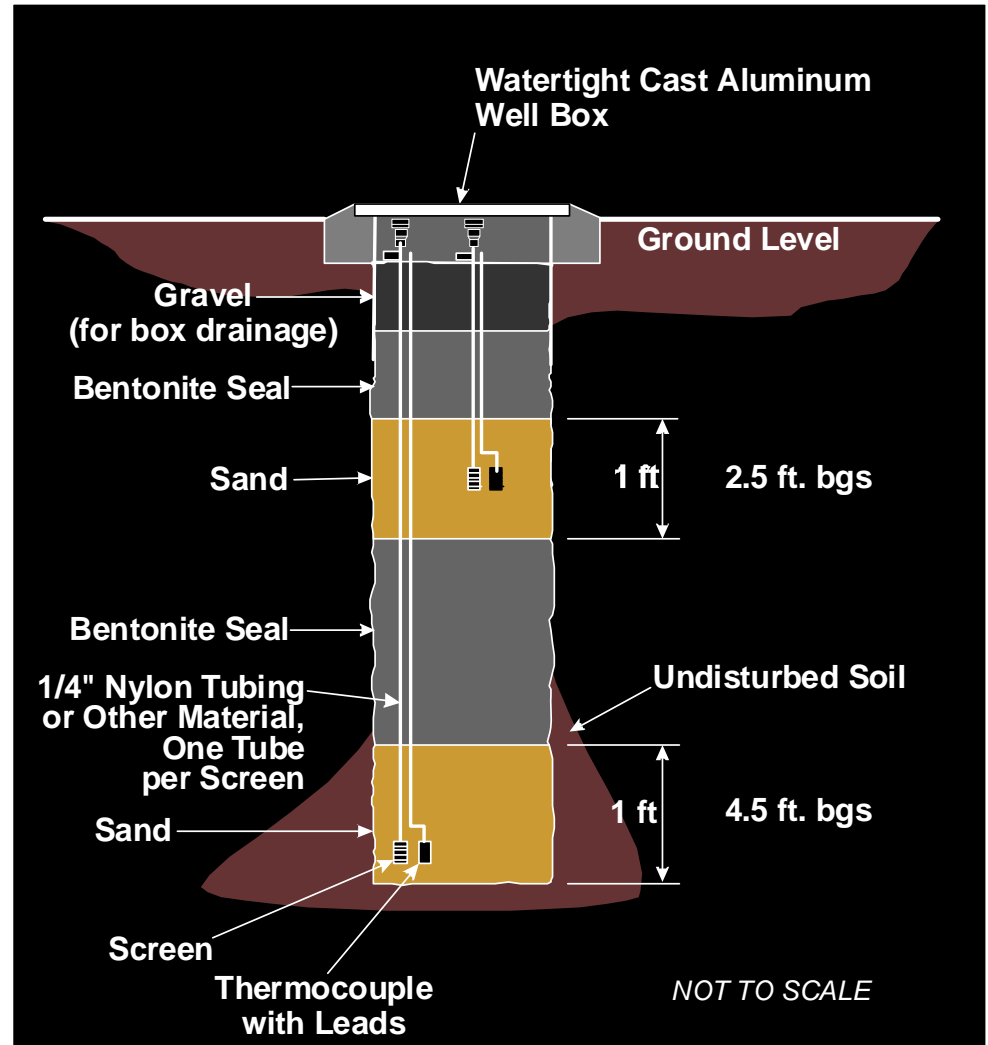 Watertight Cast Aluminum
Well Box
Ground Level
Gravel
(for box drainage)
Bentonite Seal
Sand
1 ft
2.5 ft. bgs
Bentonite Seal
1/4" Nylon Tubing
or Other Material,
One Tube
per Screen
Undisturbed Soil
Sand
1 ft
4.5 ft. bgs
Screen
Thermocouple
with Leads
NOT TO SCALE